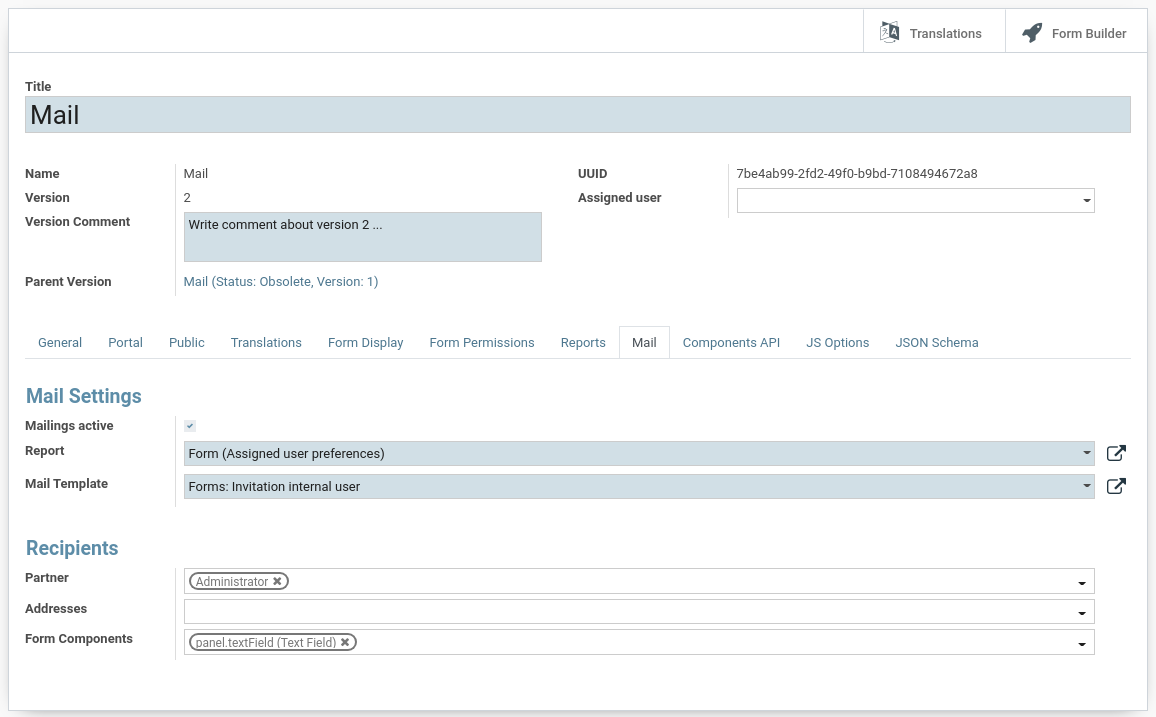 Translations
Form Builder
Title
Mail
Name Mail
UUID 7be4ab99-2fd2-49f0-b9bd-7108494672a8
Version 2
Assigned user
Version Comment Write comment about version 2 ...
Parent Version Mail (Status: Obsolete, Version: 1)
General Portal Public Translations Form Display Form Permissions Reports Mail Components API JS Options JSON Schema
Mail Settings
Mailings active
Report Form (Assigned user preferences)
Mail Template Forms: Invitation internal user
Recipients
Partner Administrator
Addresses
Form Components panel.textField (Text Field)